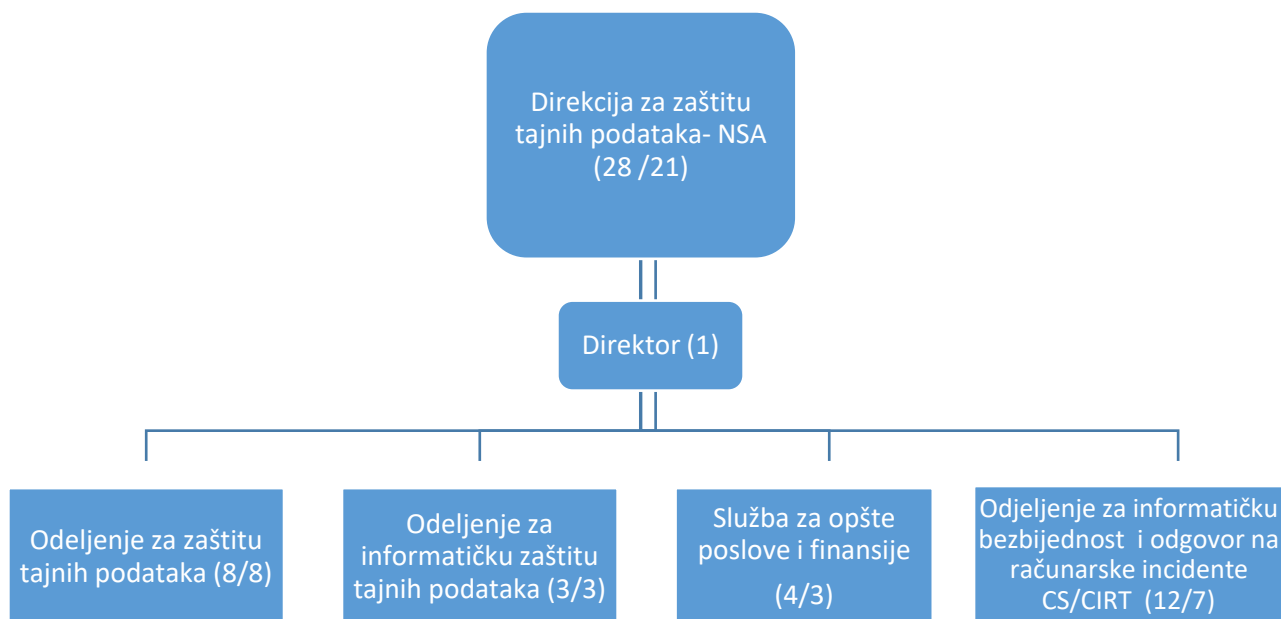 Direkcija za zaštitu
tajnih podataka- NSA
(28 /21)
Direktor (1)
Odeljenje za zaštitu
tajnih podataka (8/8)
Odeljenje za
informatičku zaštitu
tajnih podataka (3/3)
Služba za opšte
poslove i finansije
(4/3)
Odjeljenje za informatičku
bezbijednost i odgovor na
računarske incidente
CS/CIRT (12/7)